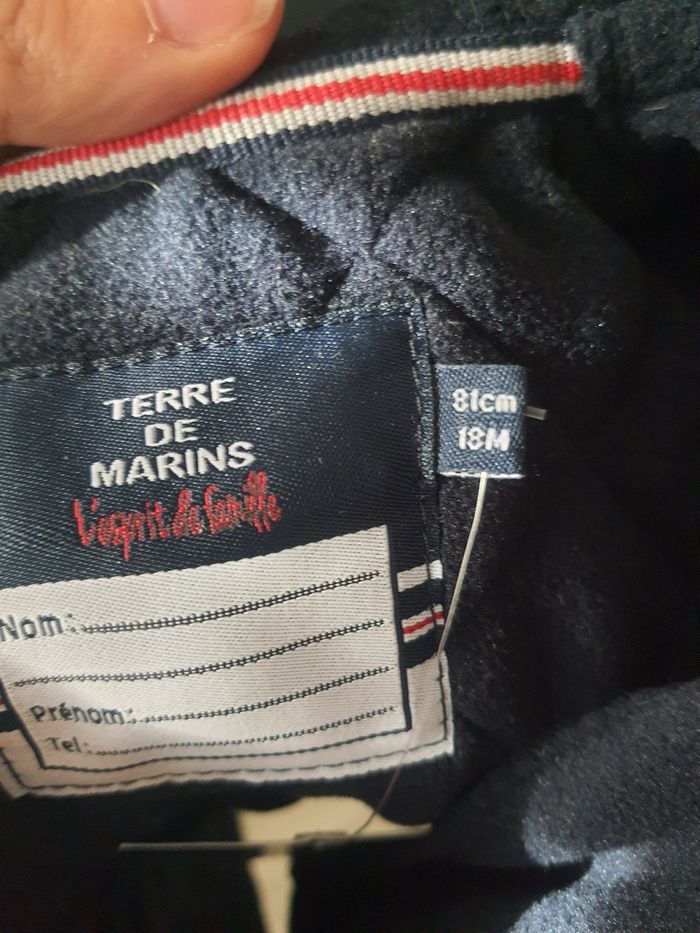 TERRE
DE
MARINS
L'esprit de famille
81cm
18M
Nom:
Prénom:
Tel: